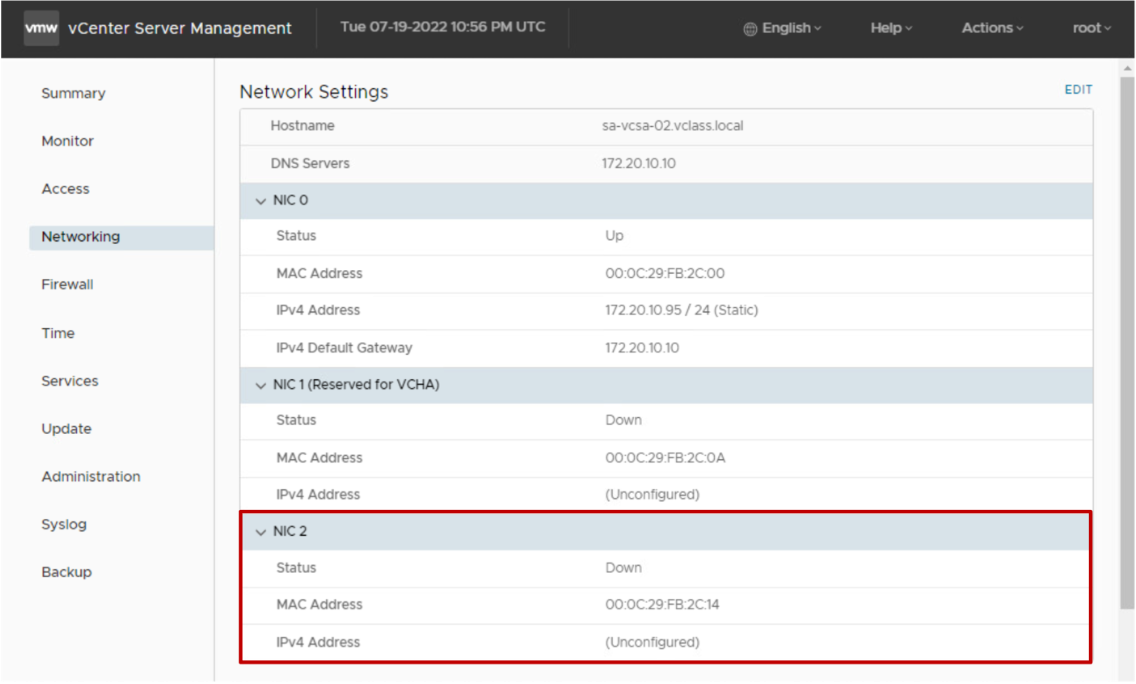 vmw vCenter Server Management Tue 07-19-2022 10:56 PM UTC English Help Actions root
Summary
Monitor
Access
Networking
Firewall
Time
Services
Update
Administration
Syslog
Backup
Network Settings EDIT
Hostname sa-vcsa-02.vclass.local
DNS Servers 172.20.10.10
NIC 0
Status Up
MAC Address 00:0C:29:FB:2C:00
IPv4 Address 172.20.10.95 / 24 (Static)
IPv4 Default Gateway 172.20.10.10
NIC 1 (Reserved for VCHA)
Status Down
MAC Address 00:0C:29:FB:2C:0A
IPv4 Address (Unconfigured)
NIC 2
Status Down
MAC Address 00:0C:29:FB:2C:14
IPv4 Address (Unconfigured)